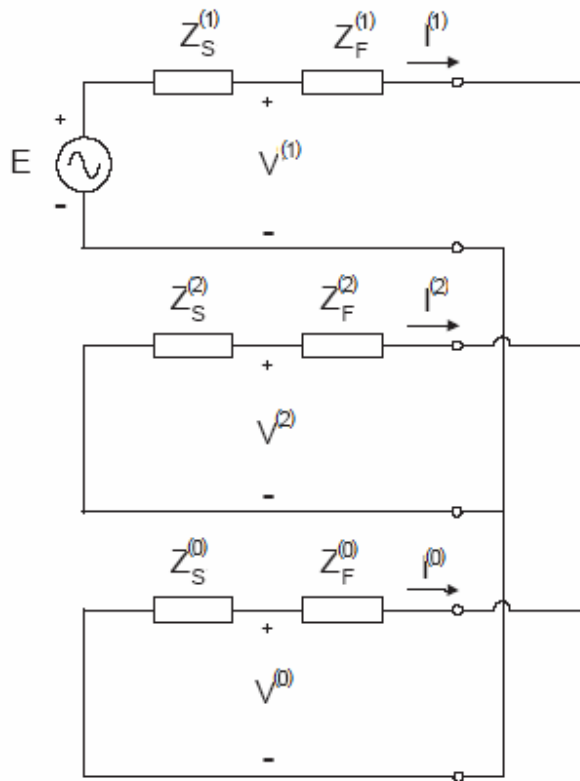 Z_S^(1) Z_F^(1) I^(1)
+ +
E V^(1)
- -
Z_S^(2) Z_F^(2) I^(2)
+
V^(2)
-
Z_S^(0) Z_F^(0) I^(0)
+
V^(0)
-